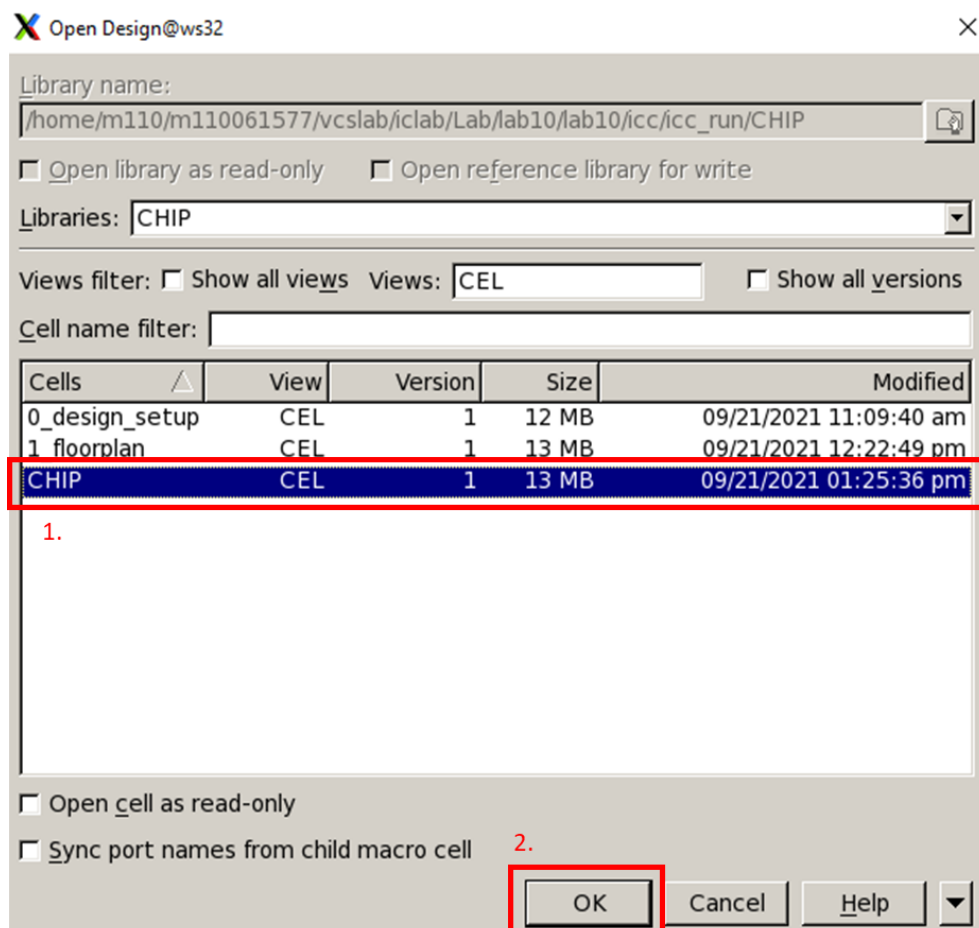 Open Design@ws32
Library name:
/home/m110/m110061577/vcslab/iclab/Lab/lab10/lab10/icc/icc_run/CHIP
Open library as read-only Open reference library for write
Libraries: CHIP
Views filter: Show all views Views: CEL Show all versions
Cell name filter:
Cells View Version Size Modified
0_design_setup CEL 1 12 MB 09/21/2021 11:09:40 am
1_floorplan CEL 1 13 MB 09/21/2021 12:22:49 pm
CHIP CEL 1 13 MB 09/21/2021 01:25:36 pm
1.
Open cell as read-only
Sync port names from child macro cell
2.
OK Cancel Help